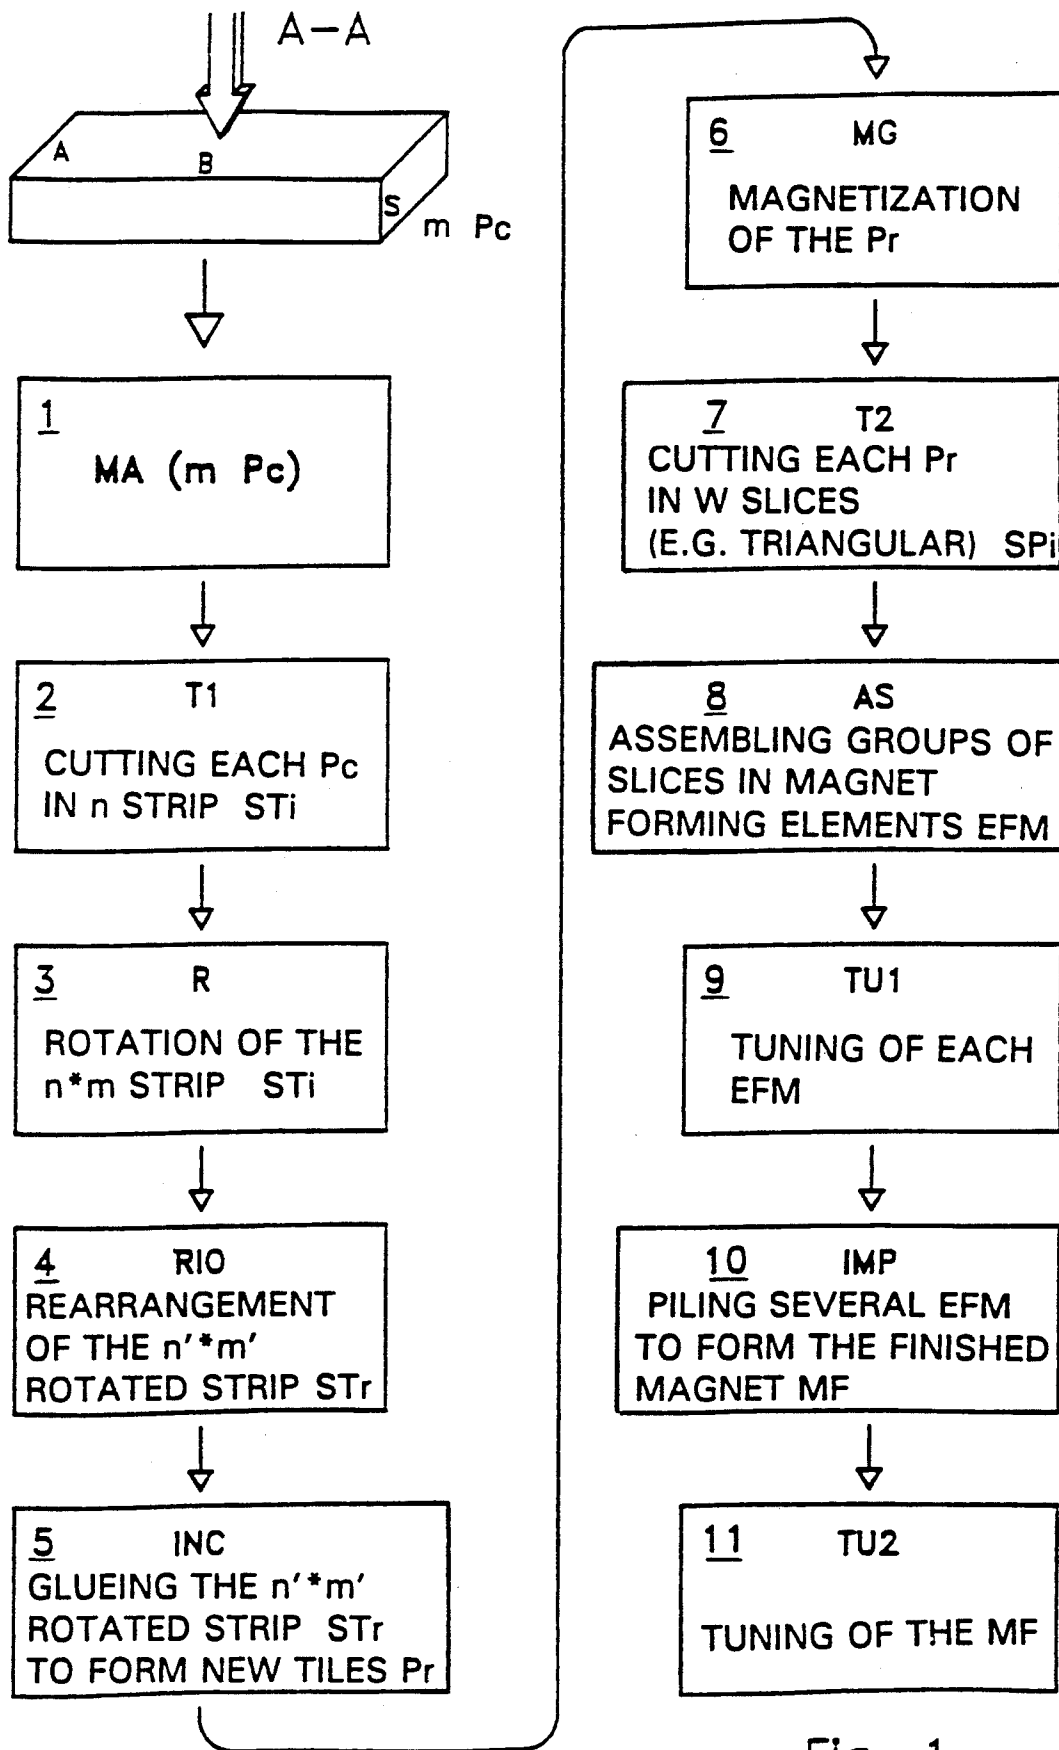 A-A
A
B
S
m Pc
1
MA (m Pc)
2 T1
CUTTING EACH Pc
IN n STRIP STi
3 R
ROTATION OF THE
n*m STRIP STi
4 RIO
REARRANGEMENT
OF THE n'*m'
ROTATED STRIP STr
5 INC
GLUEING THE n'*m'
ROTATED STRIP STr
TO FORM NEW TILES Pr
6 MG
MAGNETIZATION
OF THE Pr
7 T2
CUTTING EACH Pr
IN W SLICES
(E.G. TRIANGULAR) SPi
8 AS
ASSEMBLING GROUPS OF
SLICES IN MAGNET
FORMING ELEMENTS EFM
9 TU1
TUNING OF EACH
EFM
10 IMP
PILING SEVERAL EFM
TO FORM THE FINISHED
MAGNET MF
11 TU2
TUNING OF THE MF
Fig. 1